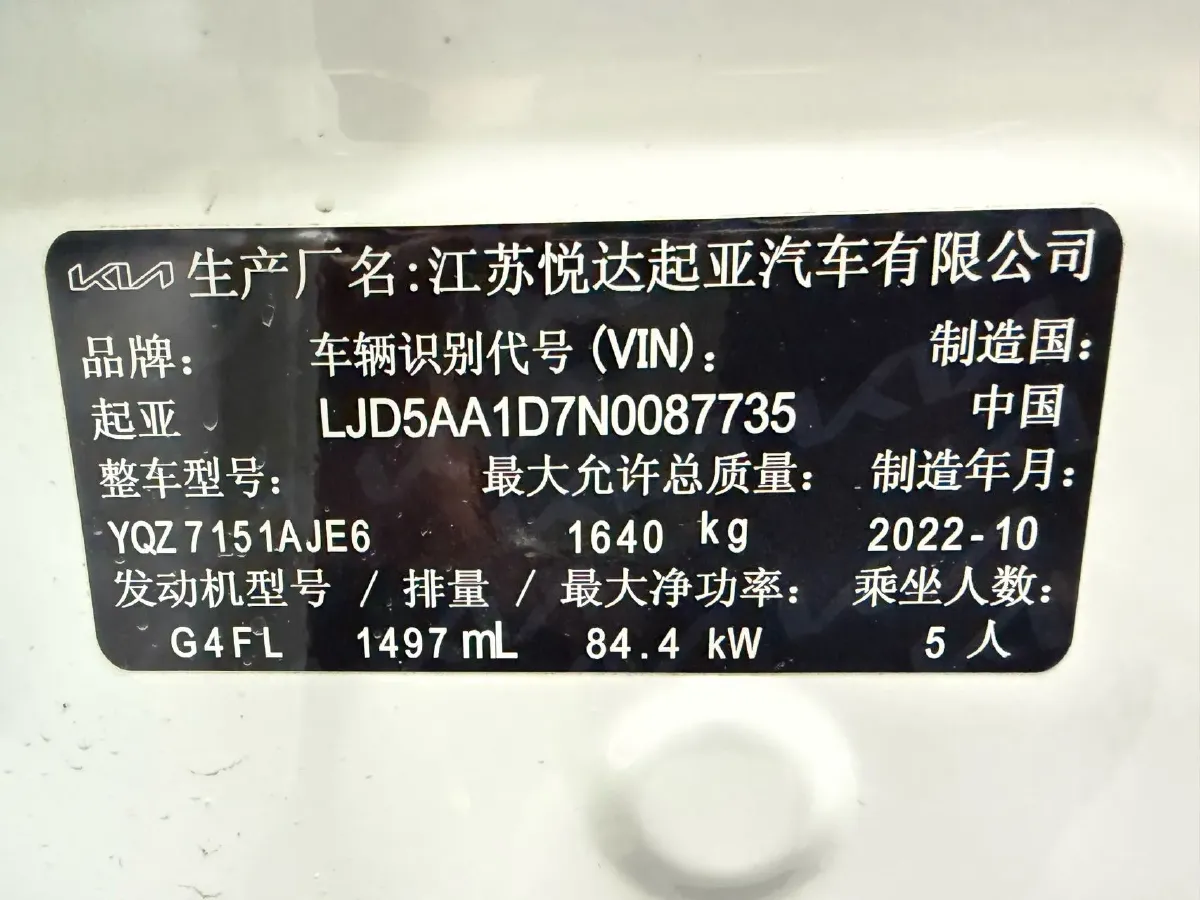 KIA 生产厂名:江苏悦达起亚汽车有限公司
品牌: 车辆识别代号(VIN): 制造国:
起亚 LJD5AA1D7N0087735 中国
整车型号: 最大允许总质量: 制造年月:
YQZ7151AJE6 1640 kg 2022-10
发动机型号 / 排量 / 最大净功率: 乘坐人数:
G4FL 1497 mL 84.4 kW 5 人